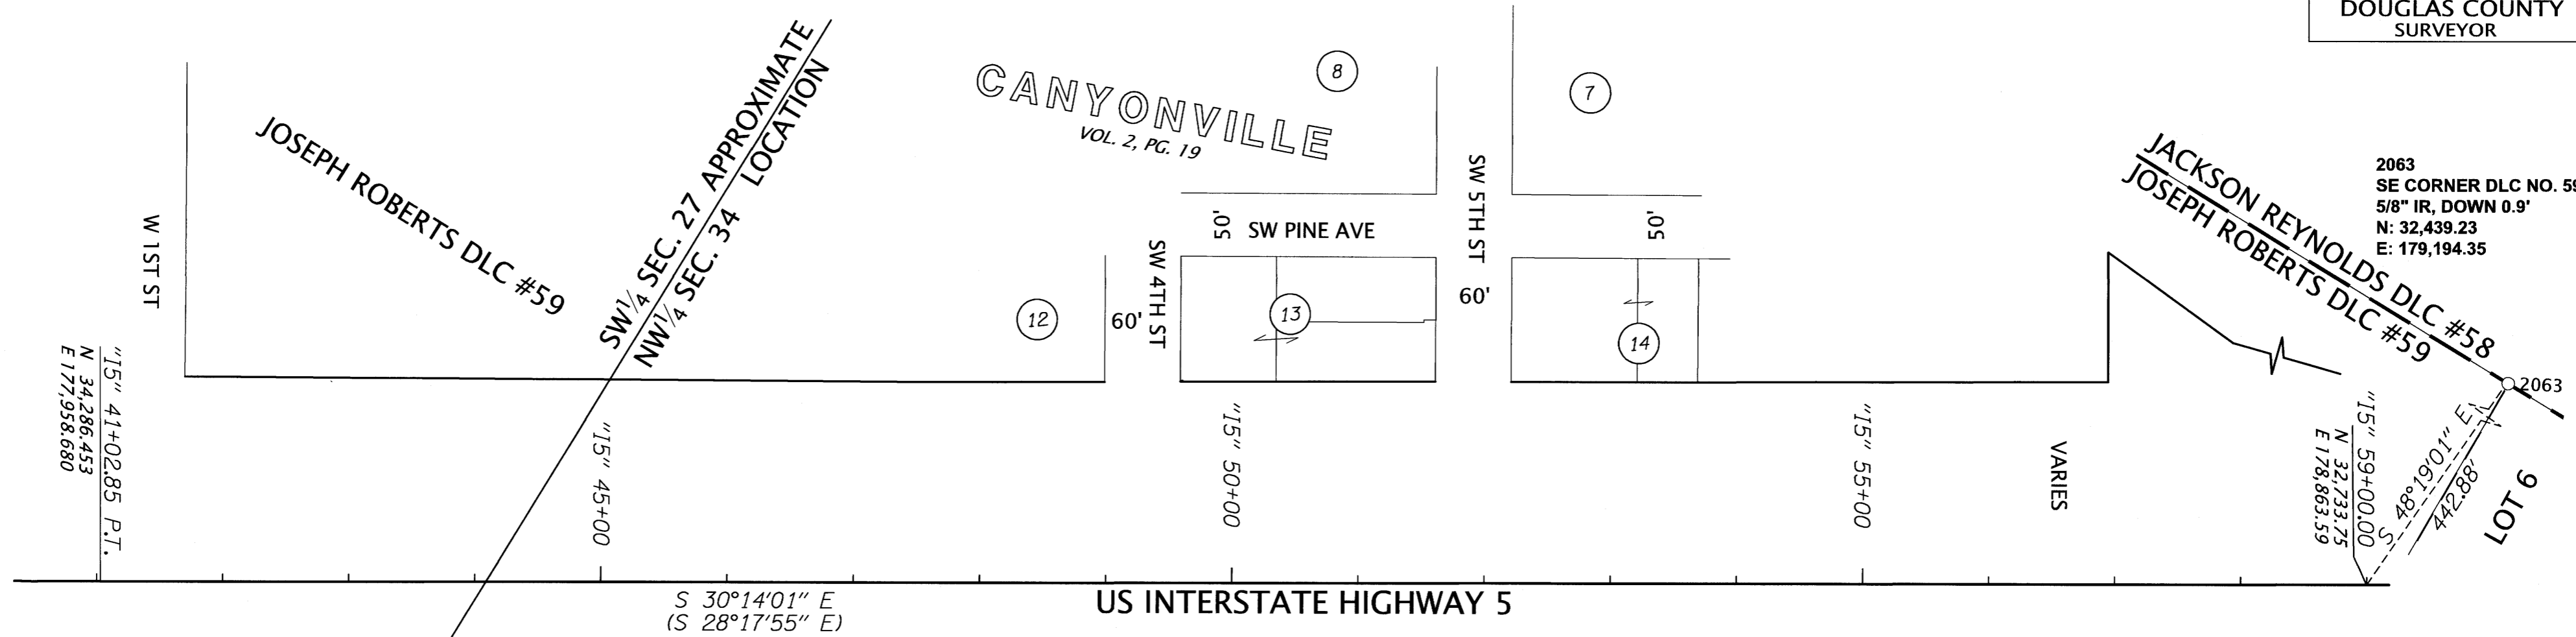 DOUGLAS COUNTY
SURVEYOR
CANYONVILLE
VOL. 2, PG. 19
8
7
JOSEPH ROBERTS DLC #59
SW¼ SEC. 27 APPROXIMATE
NW¼ SEC. 34 LOCATION
W 1ST ST
12
60'
SW 4TH ST
50'
SW PINE AVE
13
SW 5TH ST
60'
50'
14
JACKSON REYNOLDS DLC #58
JOSEPH ROBERTS DLC #59
2063
SE CORNER DLC NO. 59
5/8" IR, DOWN 0.9'
N: 32,439.23
E: 179,194.35
2063
"I5" 41+02.85 P.T.
N 34,286.453
E 177,958.680
"I5" 45+00
"I5" 50+00
"I5" 55+00
VARIES
"I5" 59+00.00
N 32,733.75
E 178,863.59
S 48°19'01" E
442.88'
LOT 6
S 30°14'01" E
(S 28°17'55" E)
US INTERSTATE HIGHWAY 5